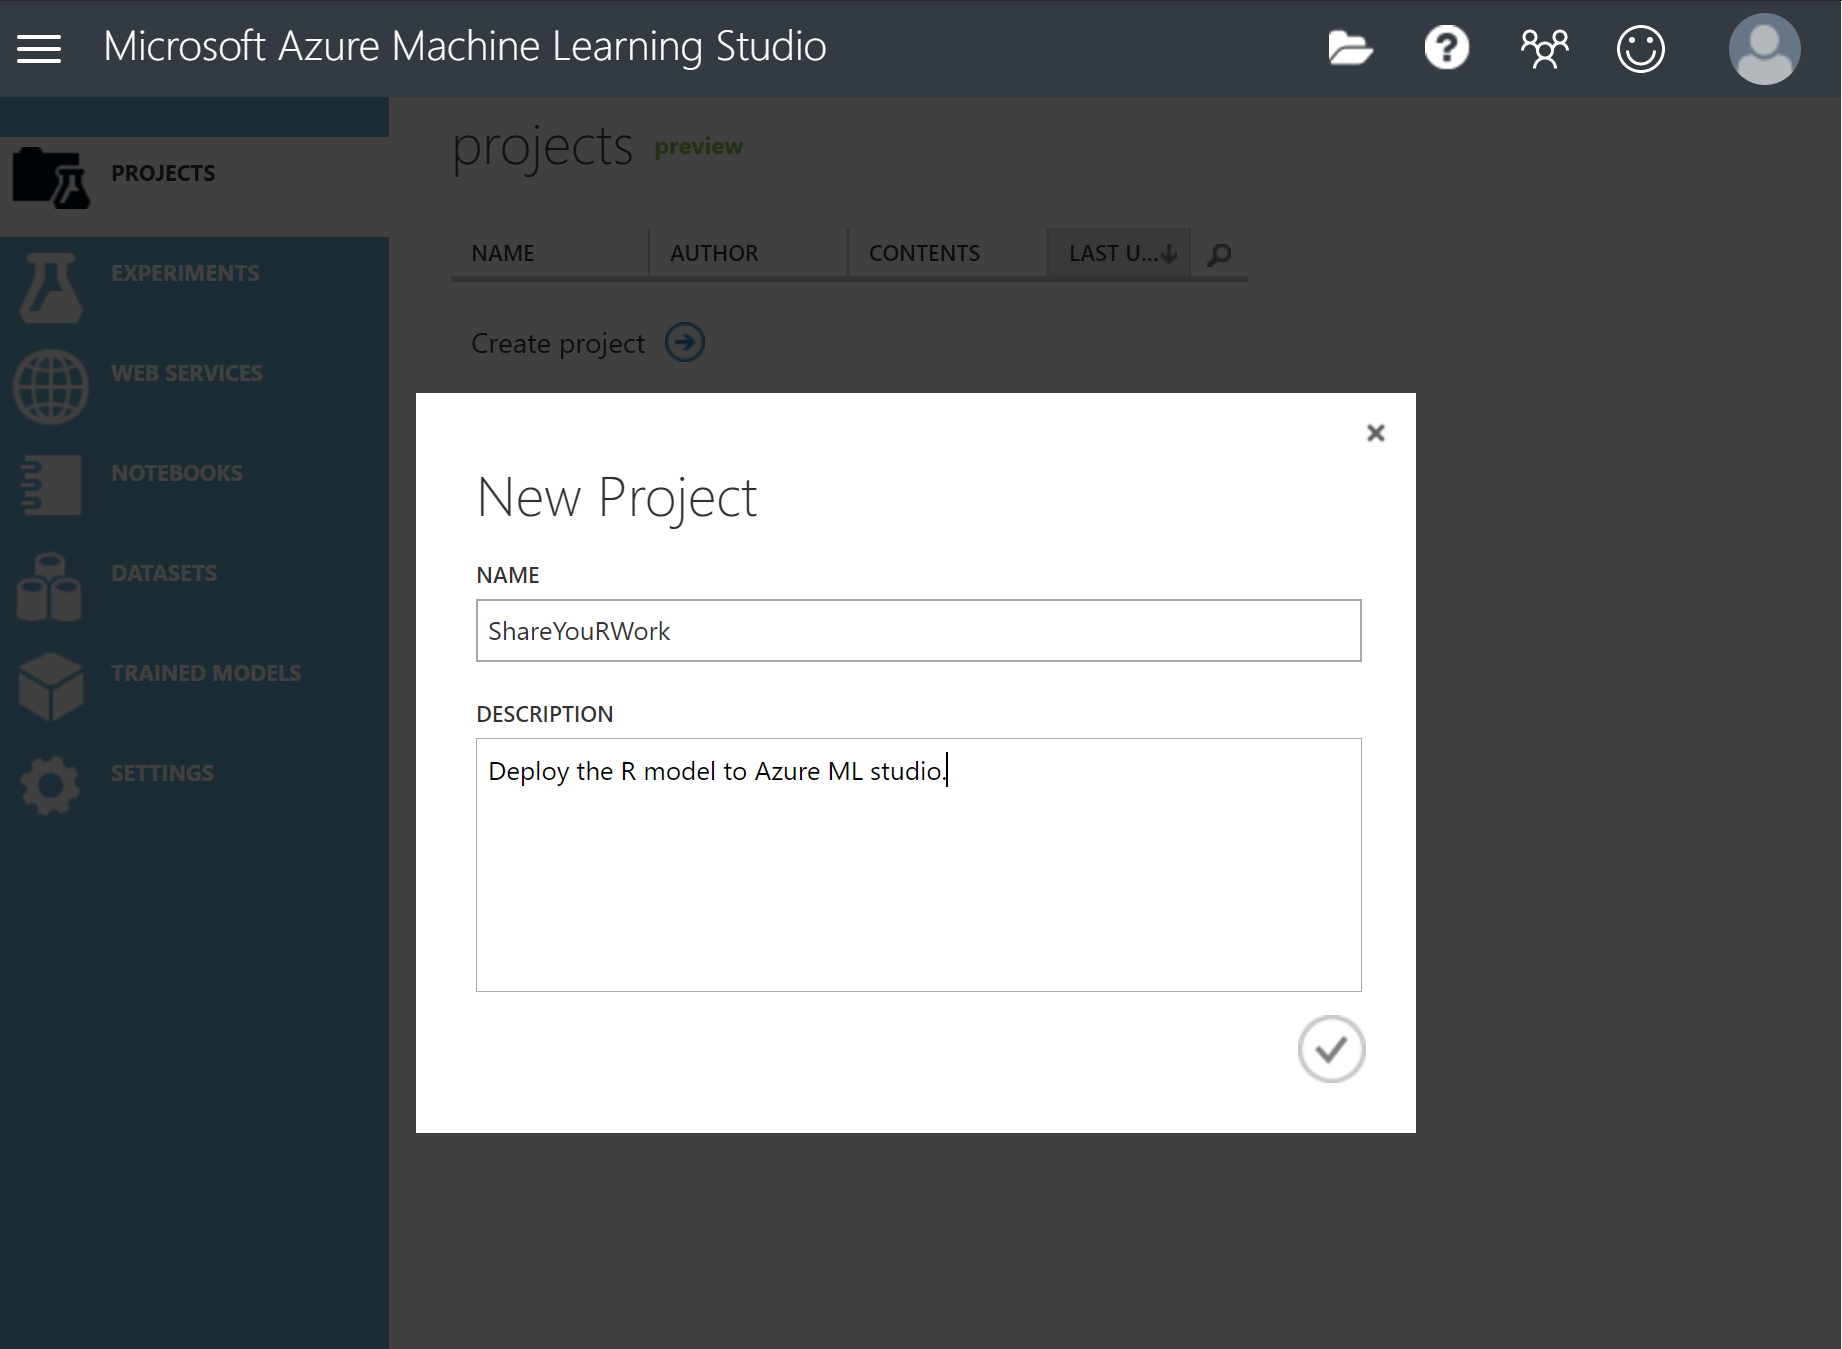 Microsoft Azure Machine Learning Studio
PROJECTS
EXPERIMENTS
WEB SERVICES
NOTEBOOKS
DATASETS
TRAINED MODELS
SETTINGS
projects preview
NAME AUTHOR CONTENTS LAST U...
Create project
New Project
NAME
ShareYouRWork
DESCRIPTION
Deploy the R model to Azure ML studio.